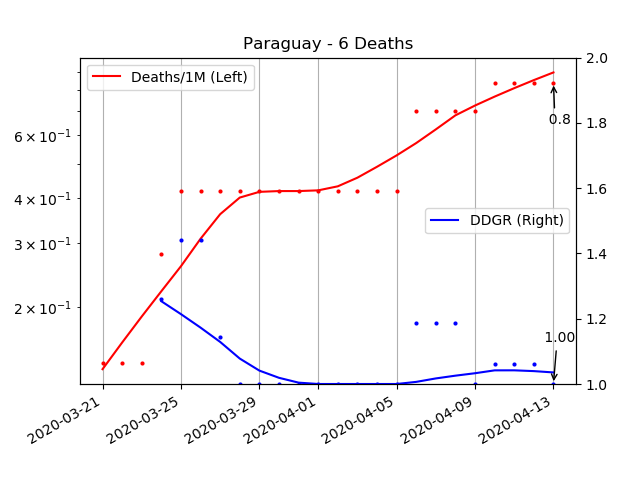 Paraguay - 6 Deaths
Deaths/1M (Left)
DDGR (Right)
6 × 10⁻¹
4 × 10⁻¹
3 × 10⁻¹
2 × 10⁻¹
2.0
1.8
1.6
1.4
1.2
1.0
0.8
1.00
2020-03-21
2020-03-25
2020-03-29
2020-04-01
2020-04-05
2020-04-09
2020-04-13